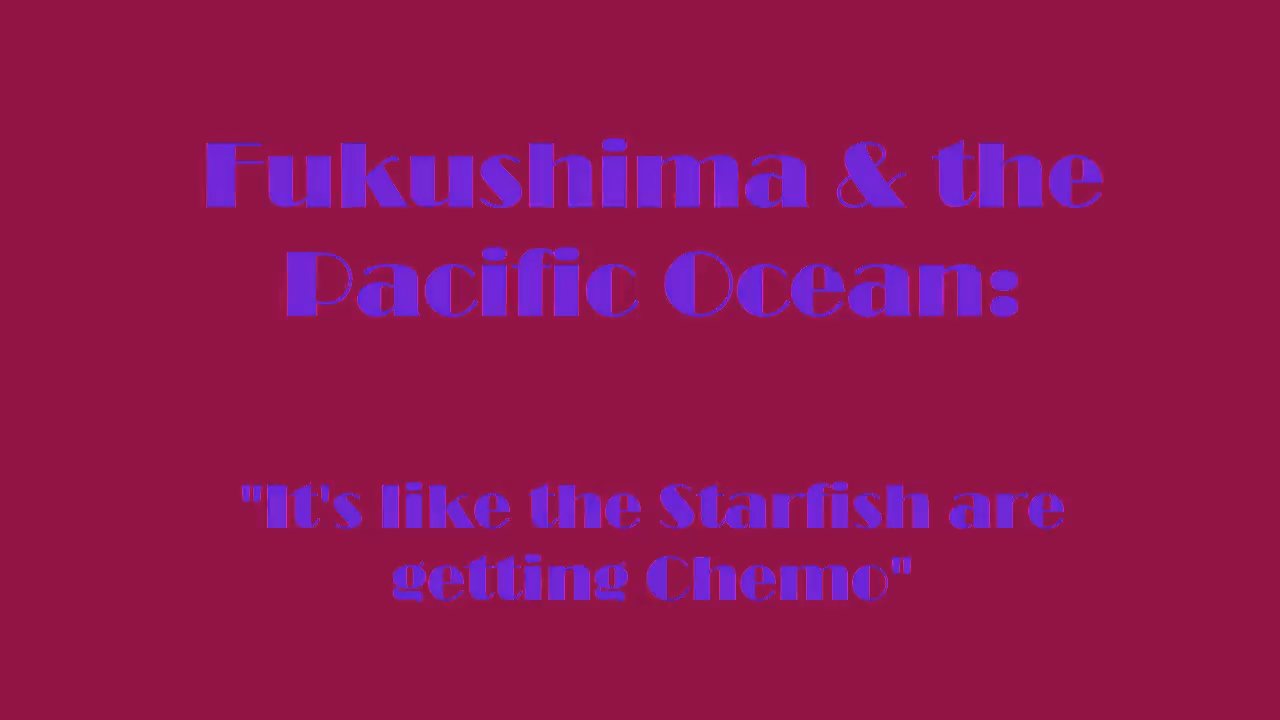 Fukushima & the
Pacific Ocean:
"It's like the Starfish are
getting Chemo"